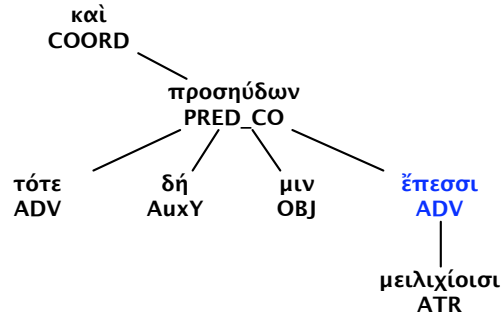 καὶ
COORD
προσηύδων
PRED_CO
τότε δή μιν ἔπεσσι
ADV AuxY OBJ ADV
μειλιχίοισι
ATR